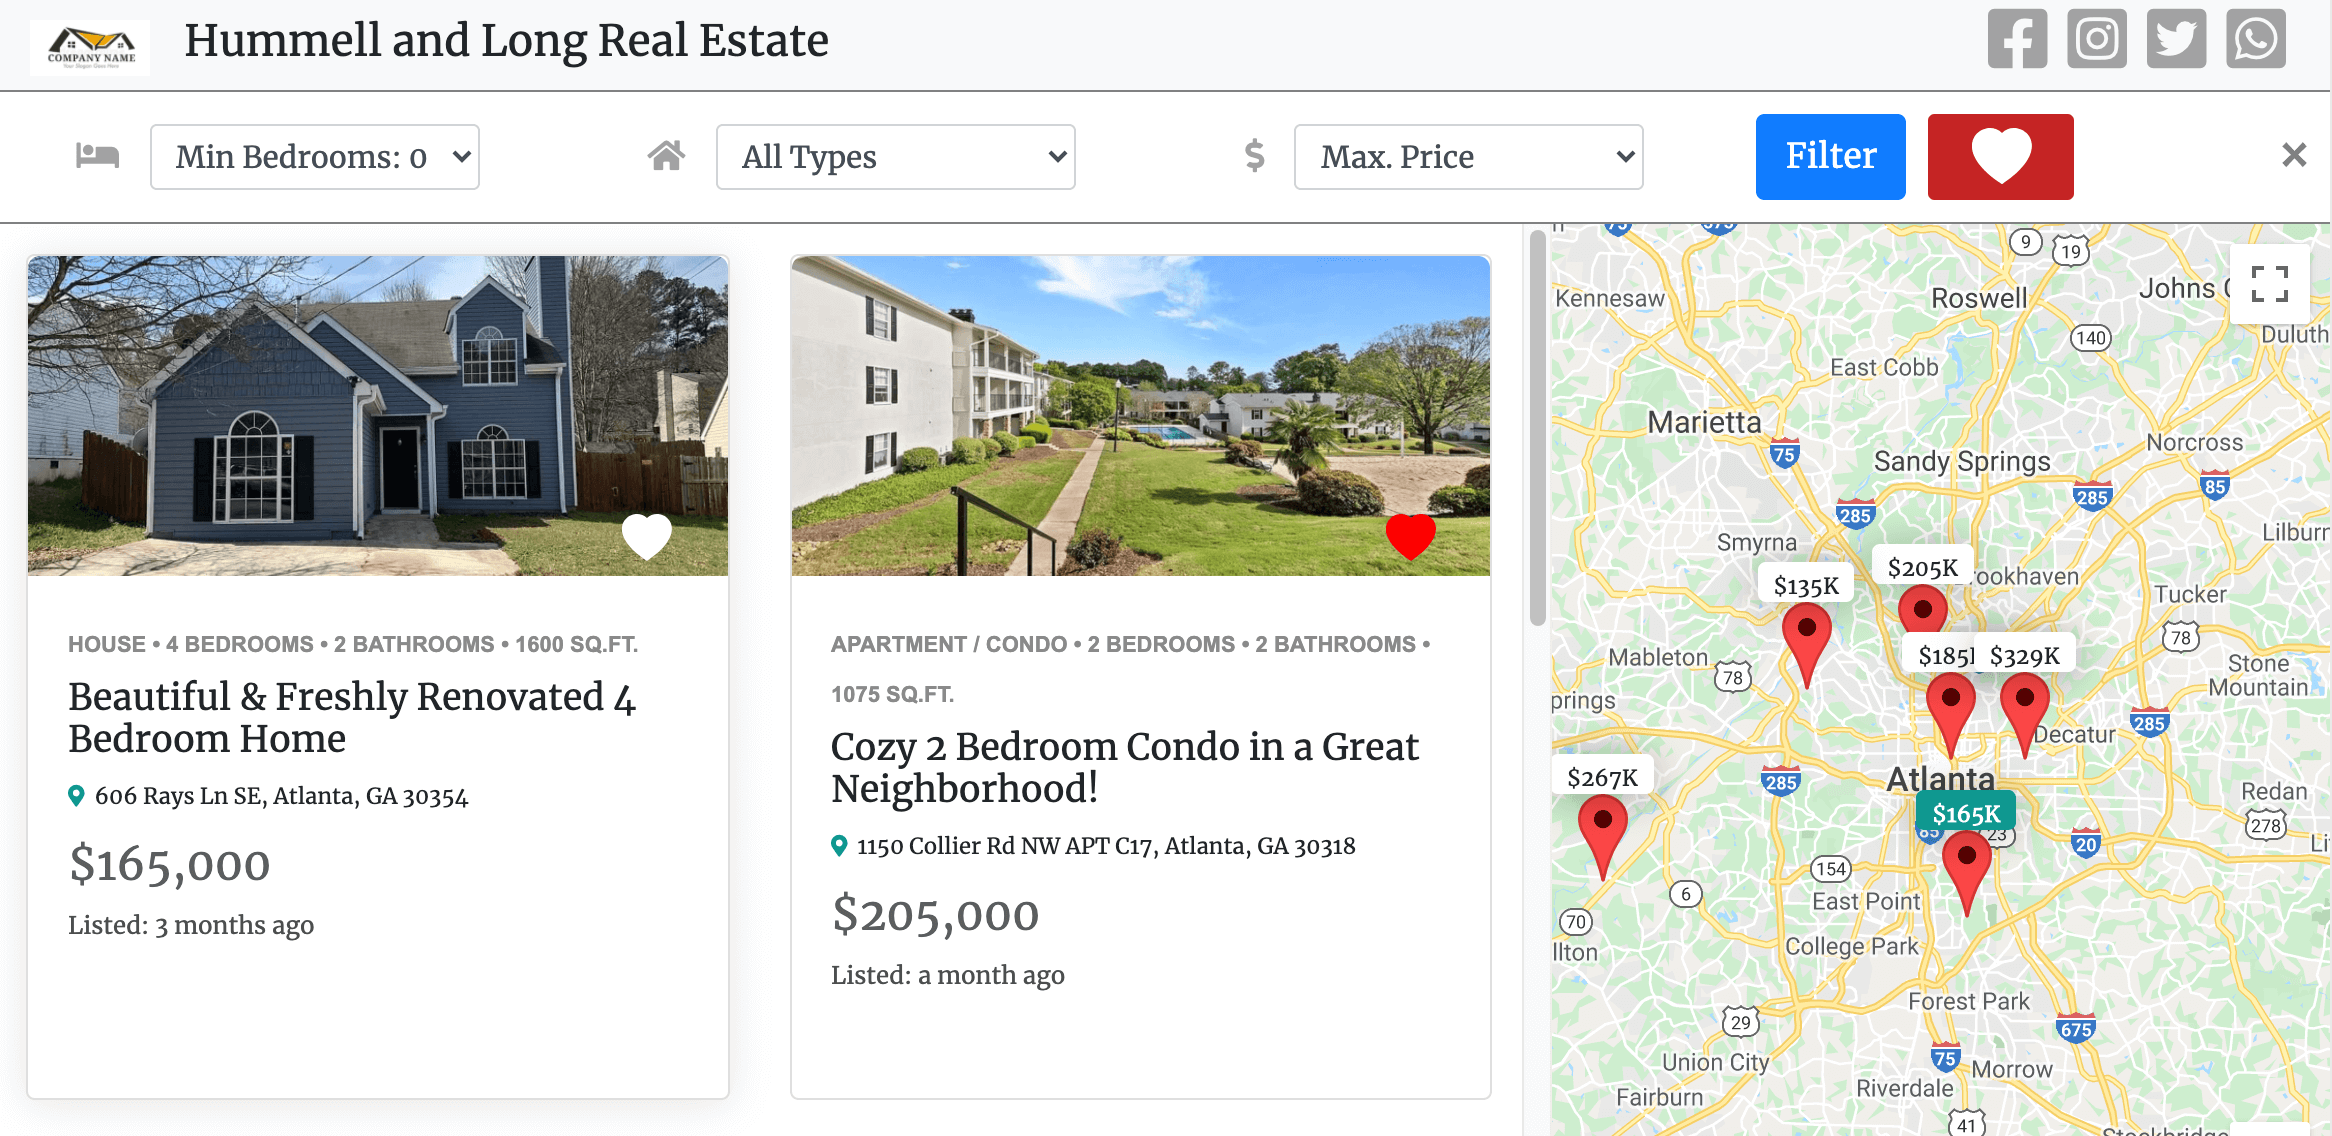 COMPANY NAME
Hummell and Long Real Estate
Min Bedrooms: 0
All Types
$
Max. Price
Filter
HOUSE • 4 BEDROOMS • 2 BATHROOMS • 1600 SQ.FT.
Beautiful & Freshly Renovated 4
Bedroom Home
606 Rays Ln SE, Atlanta, GA 30354
$165,000
Listed: 3 months ago
APARTMENT / CONDO • 2 BEDROOMS • 2 BATHROOMS •
1075 SQ.FT.
Cozy 2 Bedroom Condo in a Great
Neighborhood!
1150 Collier Rd NW APT C17, Atlanta, GA 30318
$205,000
Listed: a month ago
75
575
9
19
Kennesaw
Roswell
Johns
140
Duluth
East Cobb
Marietta
75
Norcross
Sandy Springs
285
85
285
Smyrna
Lilburn
$205K
$135K
rookhaven
Tucker
78
$185
$329K
Mableton
78
Stone
Mountain
prings
285
Decatur
$267K
285
Atlanta
Redan
$165K
278
85
23
20
154
6
East Point
70
llton
College Park
Forest Park
29
675
75
Union City
Morrow
Riverdale
Fairburn
41